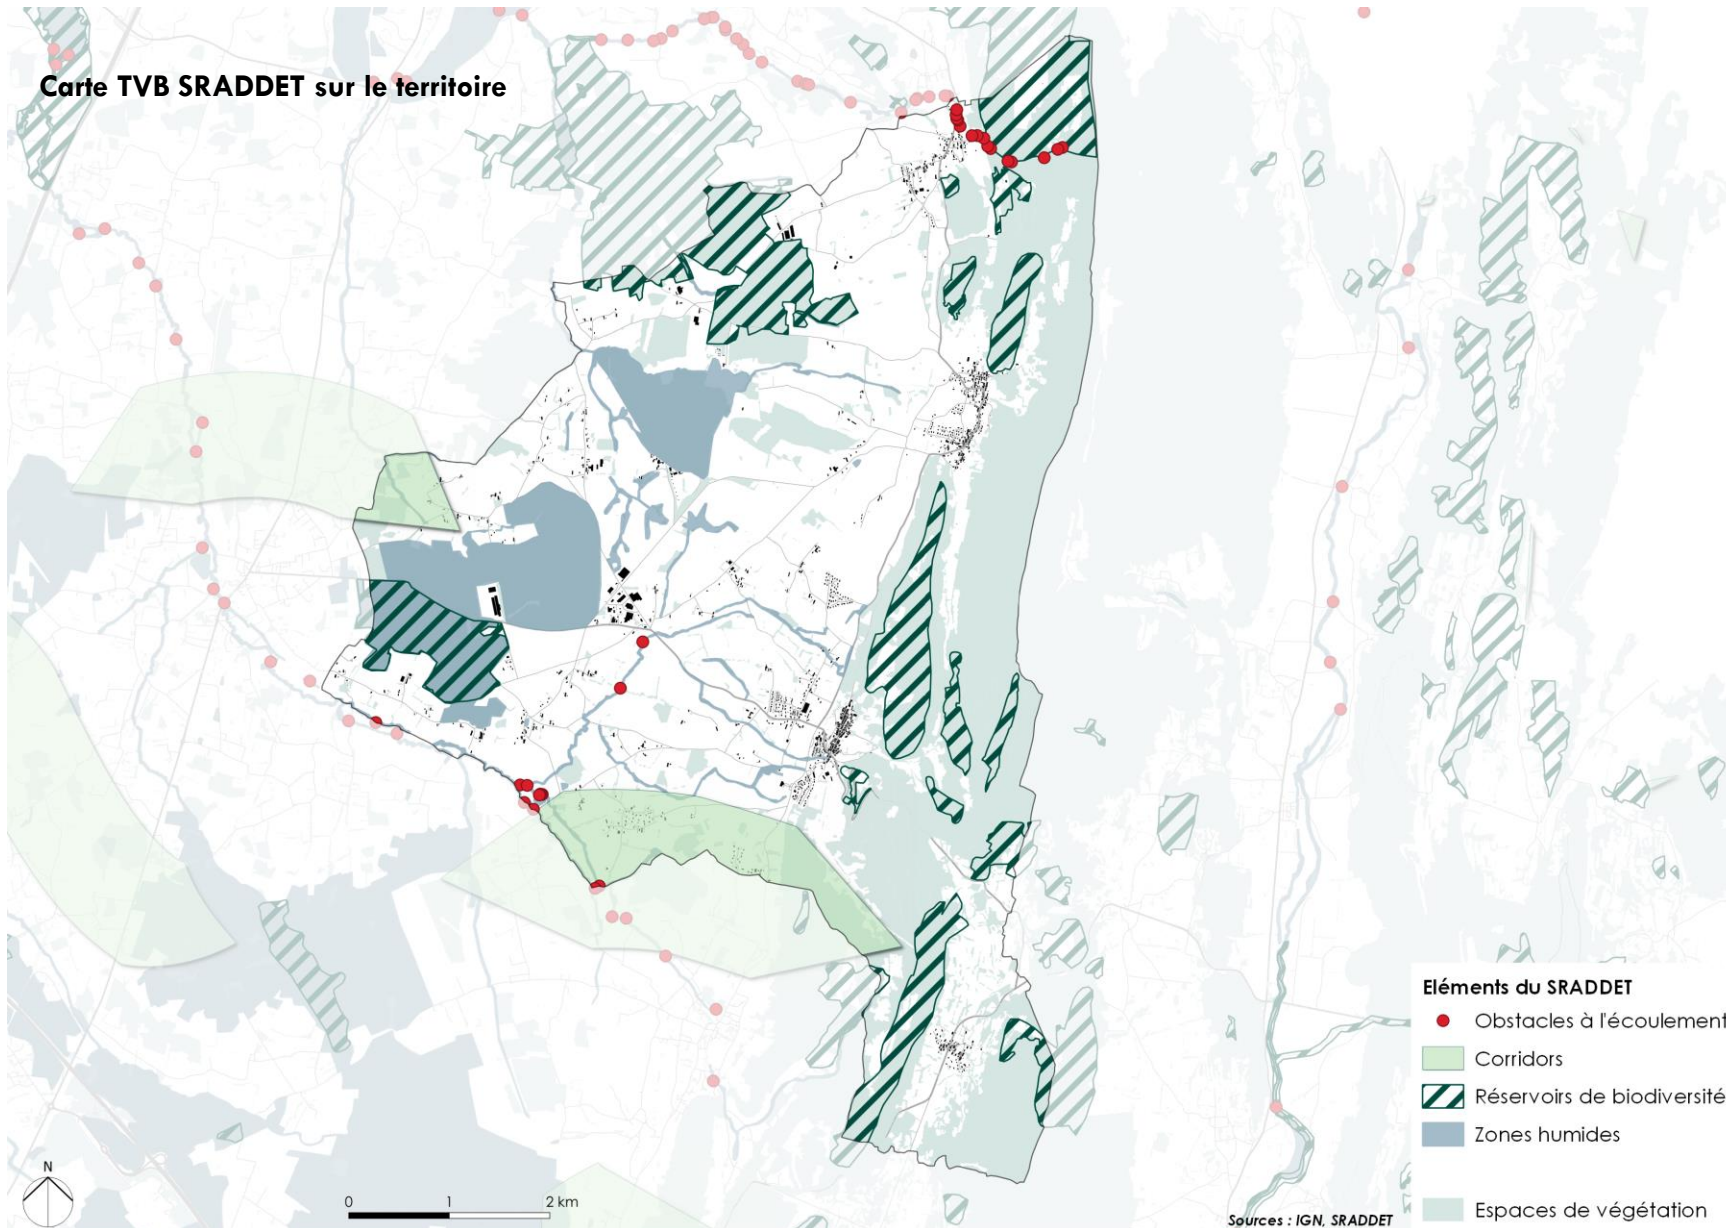 Carte TVB SRADDET sur le territoire
Eléments du SRADDET
Obstacles à l'écoulement
Corridors
Réservoirs de biodiversité
Zones humides
Espaces de végétation
N
0 1 2 km
Sources : IGN, SRADDET